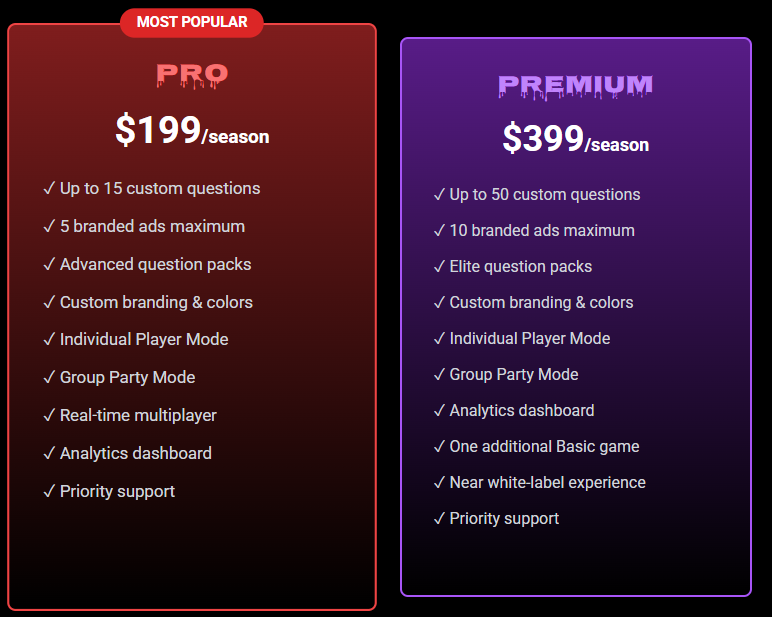 MOST POPULAR
PRO
$199/season
✓ Up to 15 custom questions
✓ 5 branded ads maximum
✓ Advanced question packs
✓ Custom branding & colors
✓ Individual Player Mode
✓ Group Party Mode
✓ Real-time multiplayer
✓ Analytics dashboard
✓ Priority support
PREMIUM
$399/season
✓ Up to 50 custom questions
✓ 10 branded ads maximum
✓ Elite question packs
✓ Custom branding & colors
✓ Individual Player Mode
✓ Group Party Mode
✓ Analytics dashboard
✓ One additional Basic game
✓ Near white-label experience
✓ Priority support